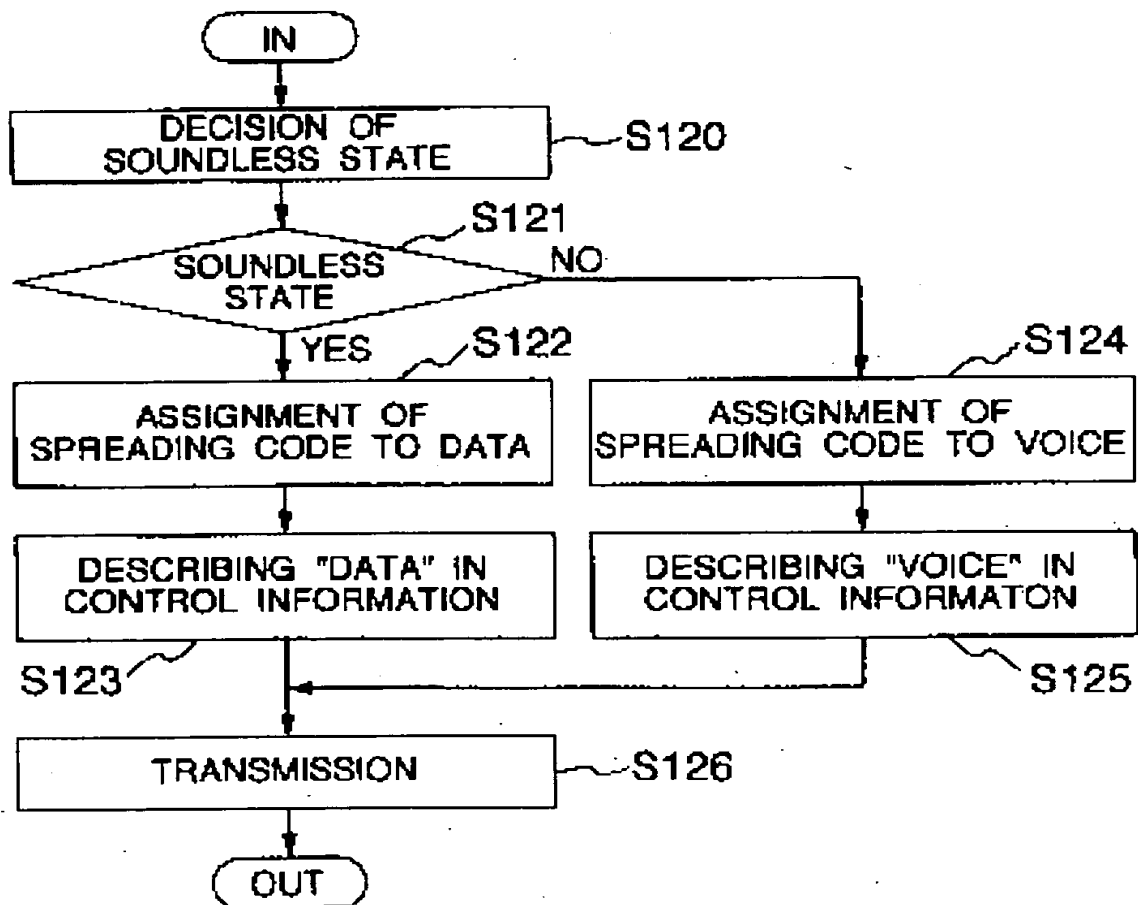 IN
DECISION OF
SOUNDLESS STATE
S120
S121
SOUNDLESS
STATE
NO
YES
S122
S124
ASSIGNMENT OF
SPREADING CODE TO DATA
ASSIGNMENT OF
SPREADING CODE TO VOICE
DESCRIBING "DATA" IN
CONTROL INFORMATION
DESCRIBING "VOICE" IN
CONTROL INFORMATON
S123
S125
TRANSMISSION
S126
OUT